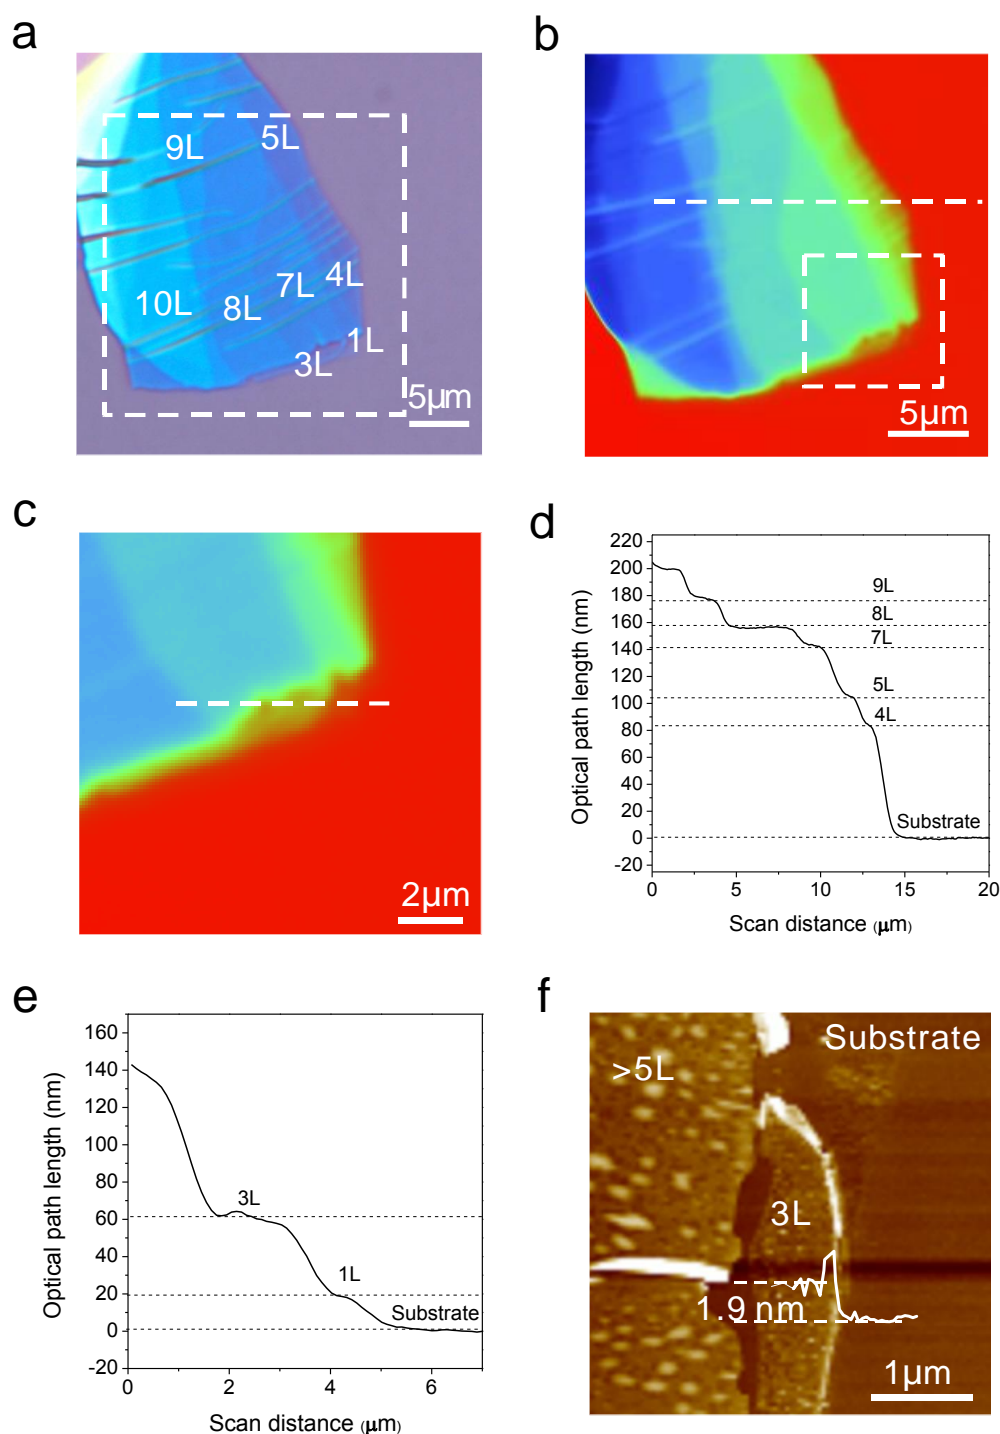 a
9L
5L
10L
8L
7L
4L
3L
1L
5μm
b
5μm
c
2μm
d
Optical path length (nm)
220
200
180
160
140
120
100
80
60
40
20
0
-20
9L
8L
7L
5L
4L
Substrate
0 5 10 15 20
Scan distance (μm)
e
Optical path length (nm)
160
140
120
100
80
60
40
20
0
-20
3L
1L
Substrate
0 2 4 6
Scan distance (μm)
f
Substrate
>5L
3L
1.9 nm
1μm